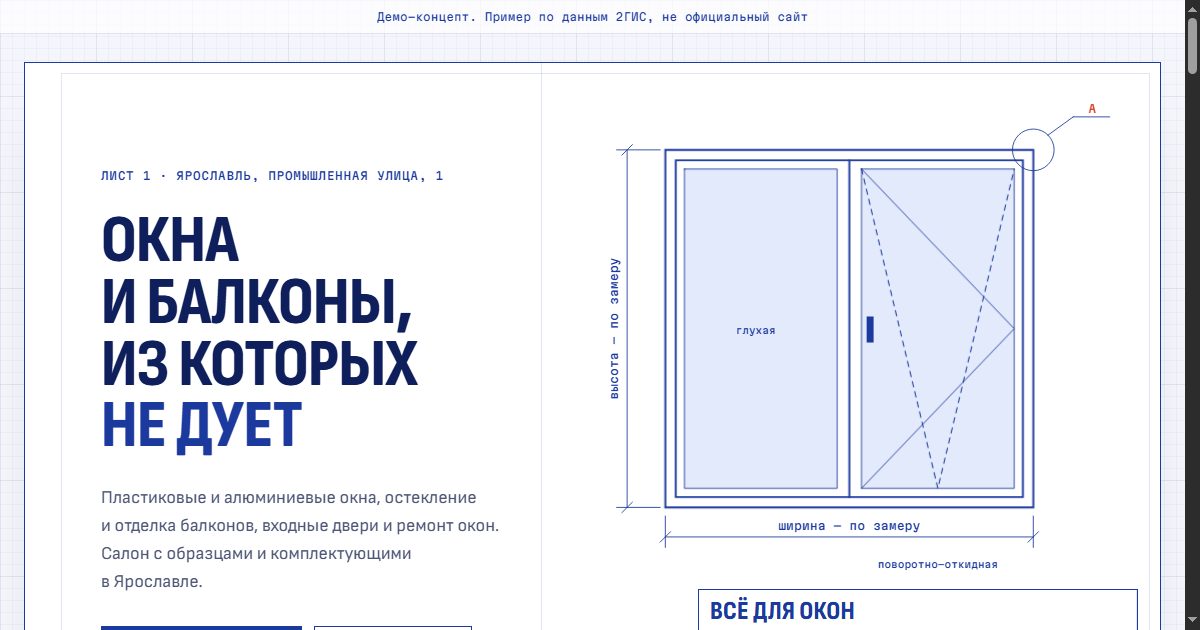 Демо-концепт. Пример по данным 2ГИС, не официальный сайт
ЛИСТ 1 · ЯРОСЛАВЛЬ, ПРОМЫШЛЕННАЯ УЛИЦА, 1
ОКНА
И БАЛКОНЫ,
ИЗ КОТОРЫХ
НЕ ДУЕТ
Пластиковые и алюминиевые окна, остекление
и отделка балконов, входные двери и ремонт окон.
Салон с образцами и комплектующими
в Ярославле.
А
высота — по замеру
глухая
ширина — по замеру
поворотно-откидная
ВСЁ ДЛЯ ОКОН